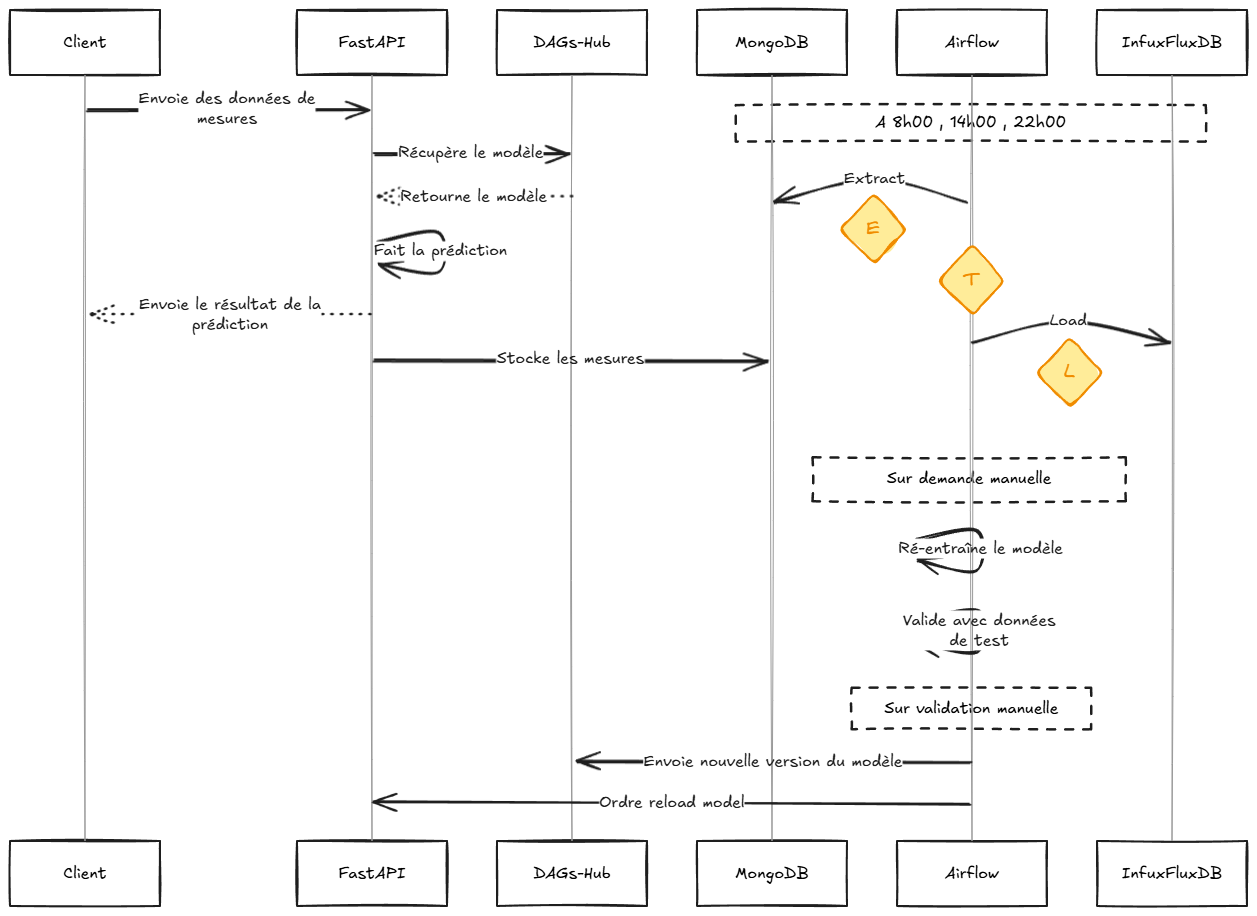 Client
FastAPI
DAGs-Hub
MongoDB
Airflow
InfuxFluxDB
Envoie des données de
mesures
A 8h00 , 14h00 , 22h00
Récupère le modèle
Extract
Retourne le modèle
E
Fait la prédiction
T
Envoie le résultat de la
prédiction
Load
Stocke les mesures
L
Sur demande manuelle
Ré-entraîne le modèle
Valide avec données
de test
Sur validation manuelle
Envoie nouvelle version du modèle
Ordre reload model
Client
FastAPI
DAGs-Hub
MongoDB
Airflow
InfuxFluxDB